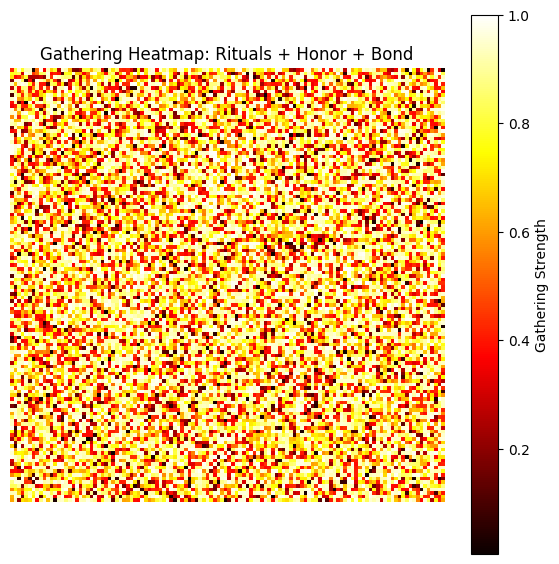 Gathering Heatmap: Rituals + Honor + Bond
1.0
0.8
0.6
0.4
0.2
Gathering Strength